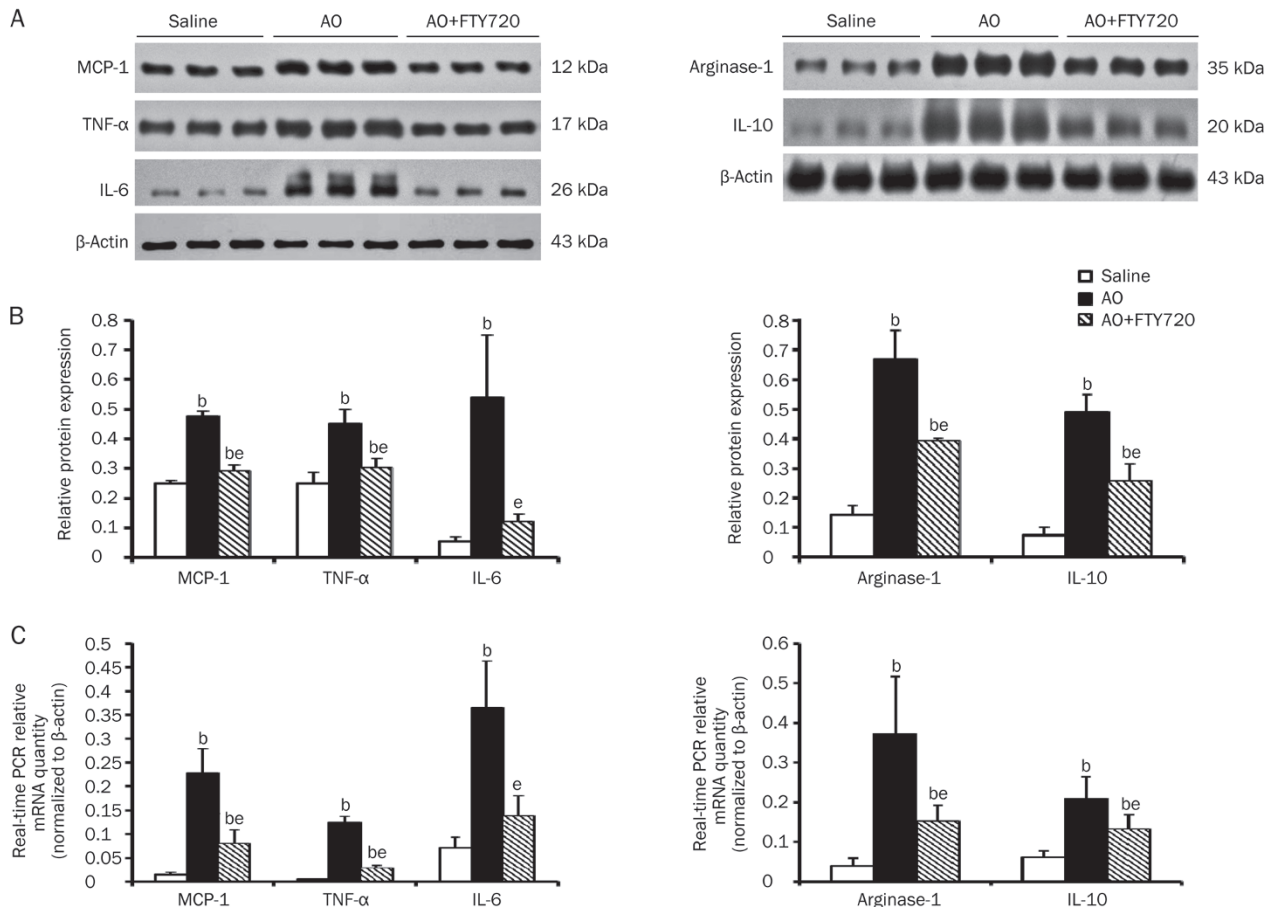 A
Saline AO AO+FTY720
MCP-1 12 kDa
TNF-α 17 kDa
IL-6 26 kDa
β-Actin 43 kDa
Saline AO AO+FTY720
Arginase-1 35 kDa
IL-10 20 kDa
β-Actin 43 kDa
Saline
AO
AO+FTY720
B
Relative protein expression
0.8
0.7
0.6
0.5
0.4
0.3
0.2
0.1
0
b be b be b e
MCP-1 TNF-α IL-6
Relative protein expression
0.8
0.7
0.6
0.5
0.4
0.3
0.2
0.1
0
b be b be
Arginase-1 IL-10
C
Real-time PCR relative
mRNA quantity
(normalized to β-actin)
0.5
0.45
0.4
0.35
0.3
0.25
0.2
0.15
0.1
0.05
0
b be b be b e
MCP-1 TNF-α IL-6
Real-time PCR relative
mRNA quantity
(normalized to β-actin)
0.6
0.5
0.4
0.3
0.2
0.1
0
b be b be
Arginase-1 IL-10